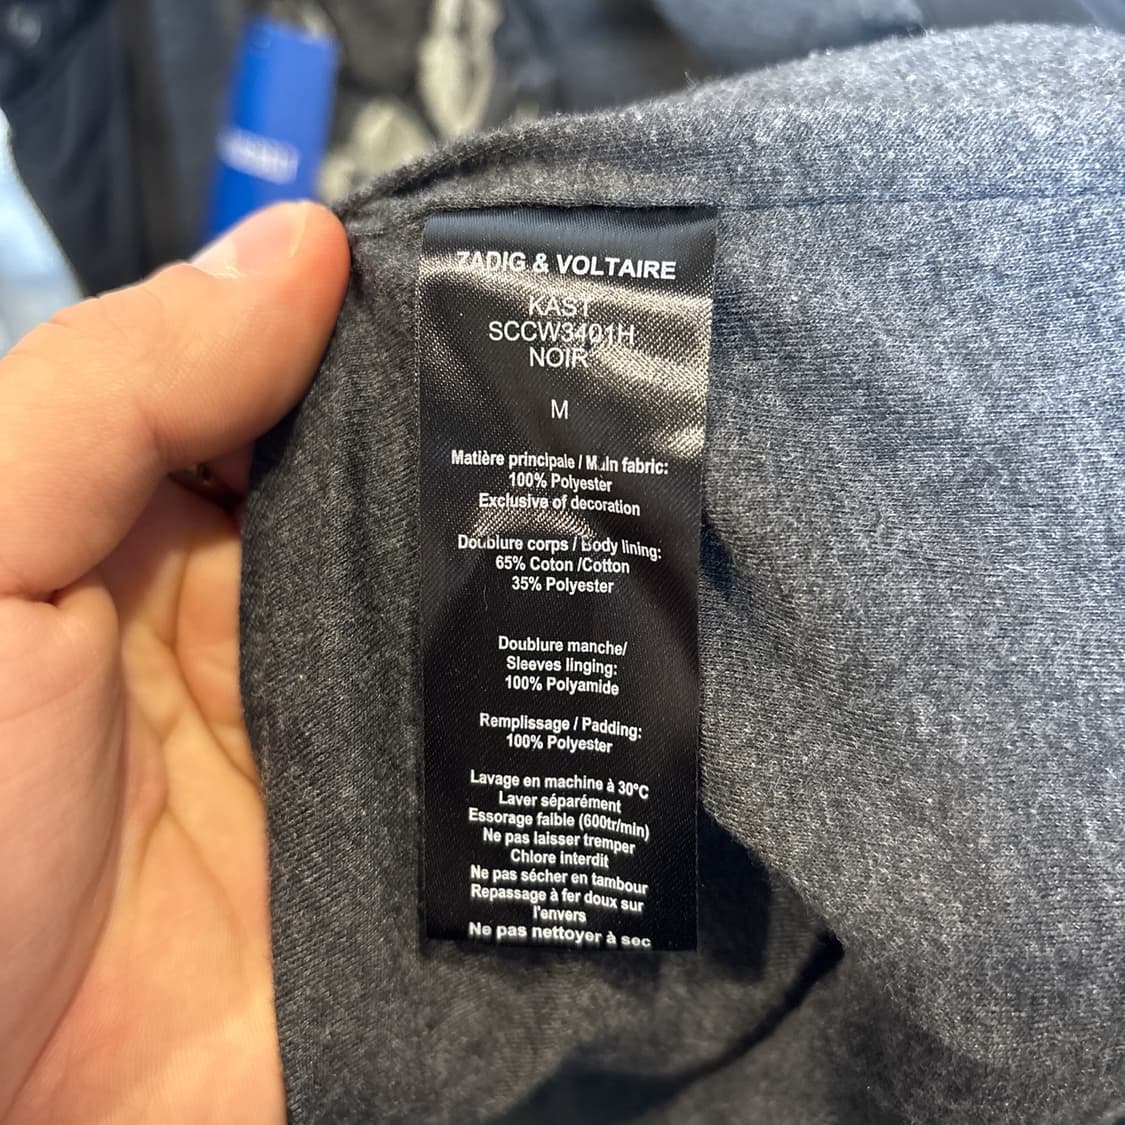 ZADIG & VOLTAIRE
KAST
SCCW3401H
NOIR
M
Matière principale / Main fabric:
100% Polyester
Exclusive of decoration
Doublure corps / Body lining:
65% Coton /Cotton
35% Polyester
Doublure manche/
Sleeves linging:
100% Polyamide
Remplissage / Padding:
100% Polyester
Lavage en machine à 30°C
Laver séparément
Essorage faible (600tr/min)
Ne pas laisser tremper
Chlore interdit
Ne pas sécher en tambour
Repassage à fer doux sur
l'envers
Ne pas nettoyer à sec